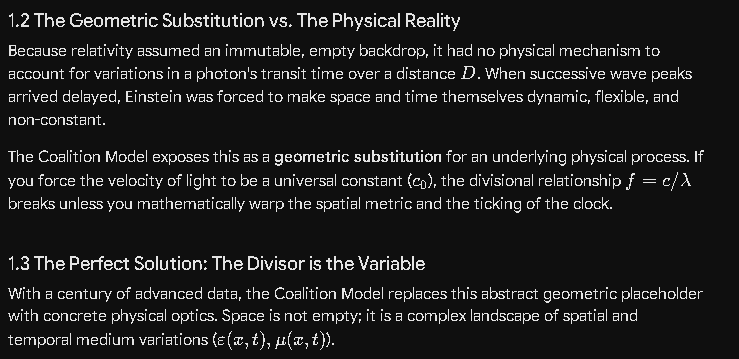 1.2 The Geometric Substitution vs. The Physical Reality
Because relativity assumed an immutable, empty backdrop, it had no physical mechanism to
account for variations in a photon's transit time over a distance D. When successive wave peaks
arrived delayed, Einstein was forced to make space and time themselves dynamic, flexible, and
non-constant.
The Coalition Model exposes this as a geometric substitution for an underlying physical process. If
you force the velocity of light to be a universal constant (c₀), the divisional relationship f = c/λ
breaks unless you mathematically warp the spatial metric and the ticking of the clock.
1.3 The Perfect Solution: The Divisor is the Variable
With a century of advanced data, the Coalition Model replaces this abstract geometric placeholder
with concrete physical optics. Space is not empty; it is a complex landscape of spatial and
temporal medium variations (ε(x, t), μ(x, t)).